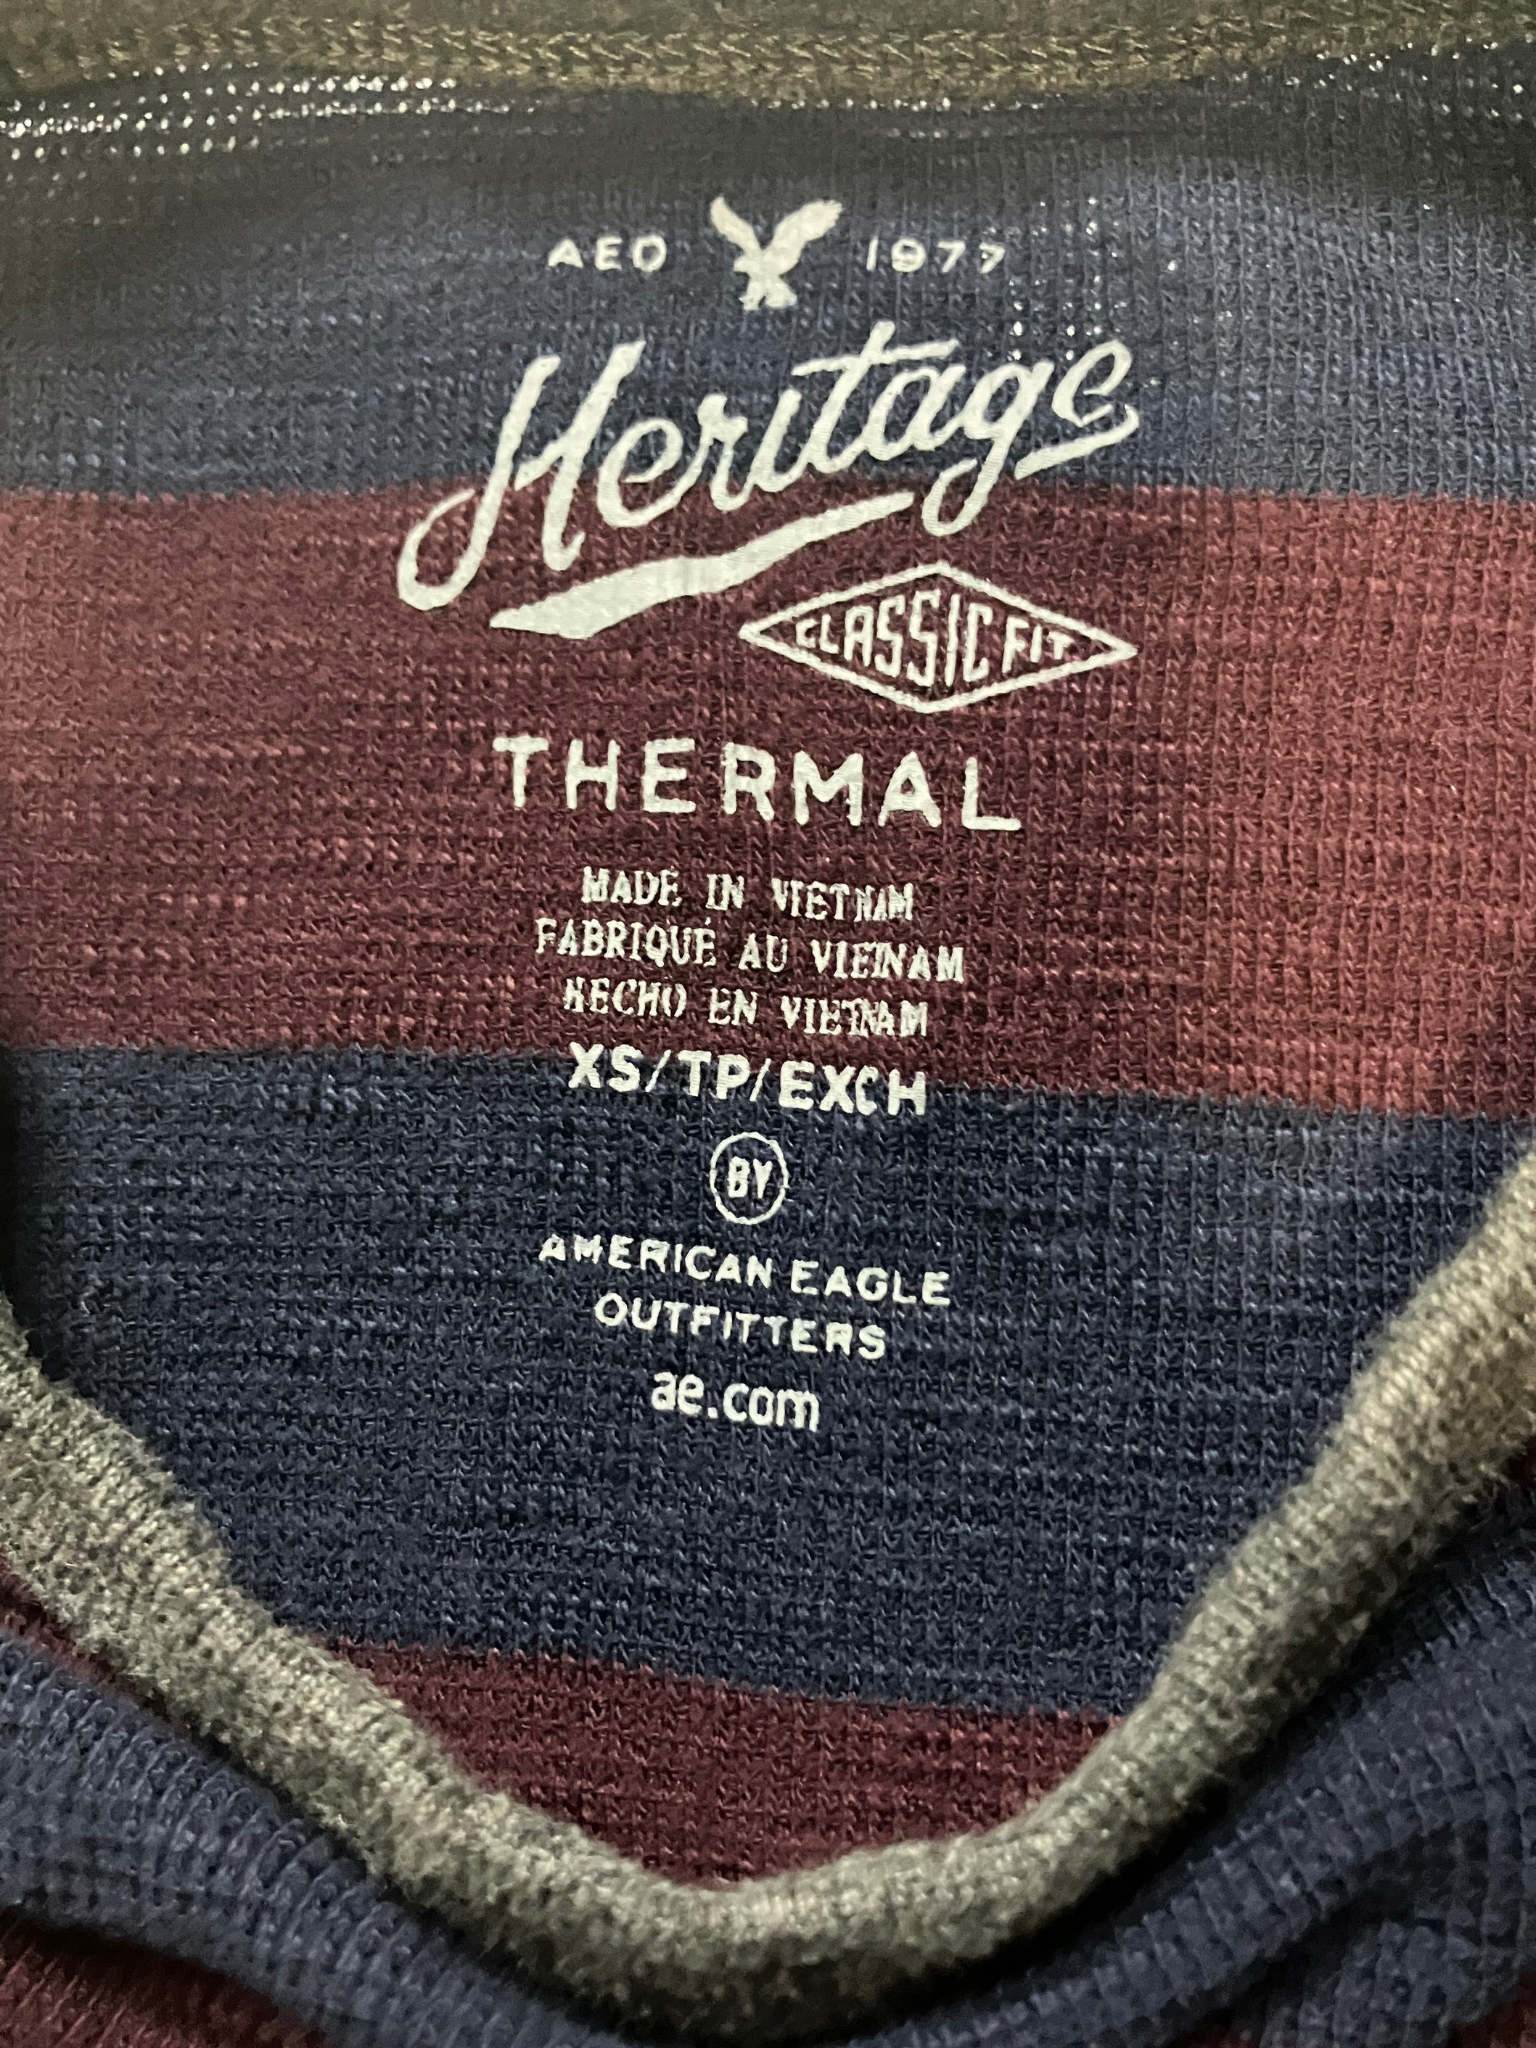 AEO 1977
Heritage
CLASSIC FIT
THERMAL
MADE IN VIETNAM
FABRIQUÉ AU VIETNAM
HECHO EN VIETNAM
XS/TP/EXCH
BY
AMERICAN EAGLE
OUTFITTERS
ae.com